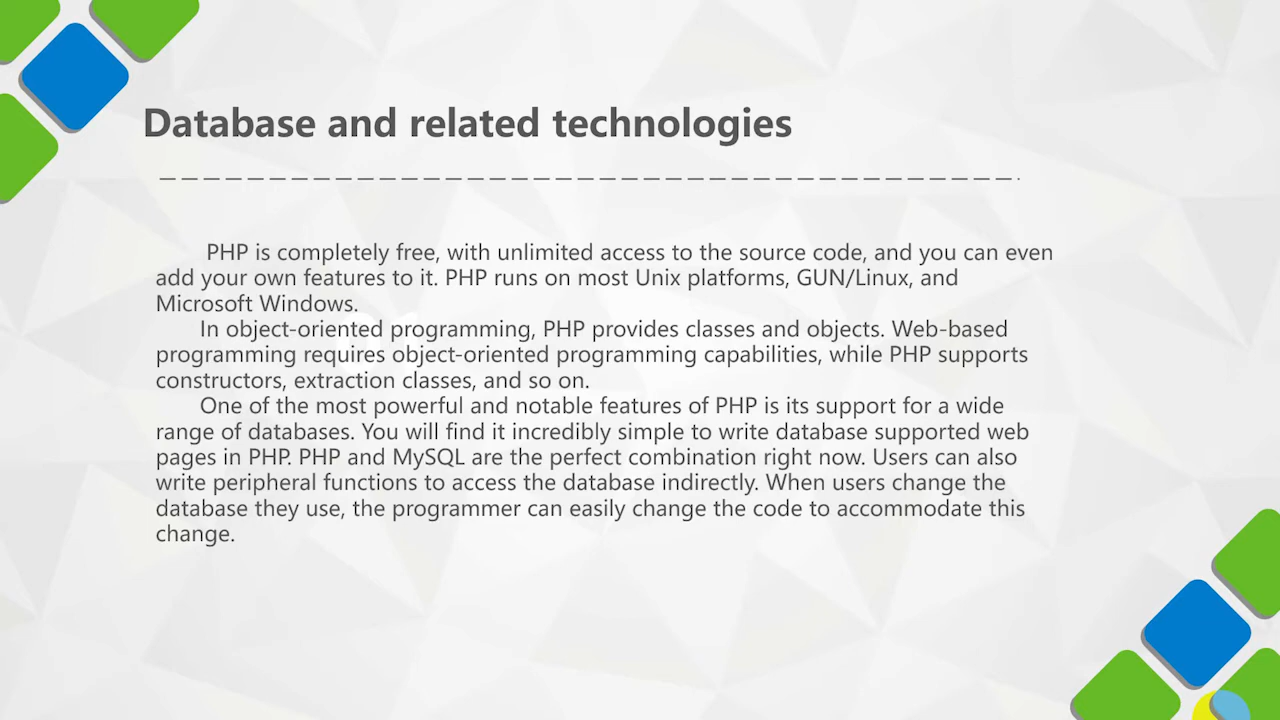 Database and related technologies
PHP is completely free, with unlimited access to the source code, and you can even
add your own features to it. PHP runs on most Unix platforms, GUN/Linux, and
Microsoft Windows.
In object-oriented programming, PHP provides classes and objects. Web-based
programming requires object-oriented programming capabilities, while PHP supports
constructors, extraction classes, and so on.
One of the most powerful and notable features of PHP is its support for a wide
range of databases. You will find it incredibly simple to write database supported web
pages in PHP. PHP and MySQL are the perfect combination right now. Users can also
write peripheral functions to access the database indirectly. When users change the
database they use, the programmer can easily change the code to accommodate this
change.